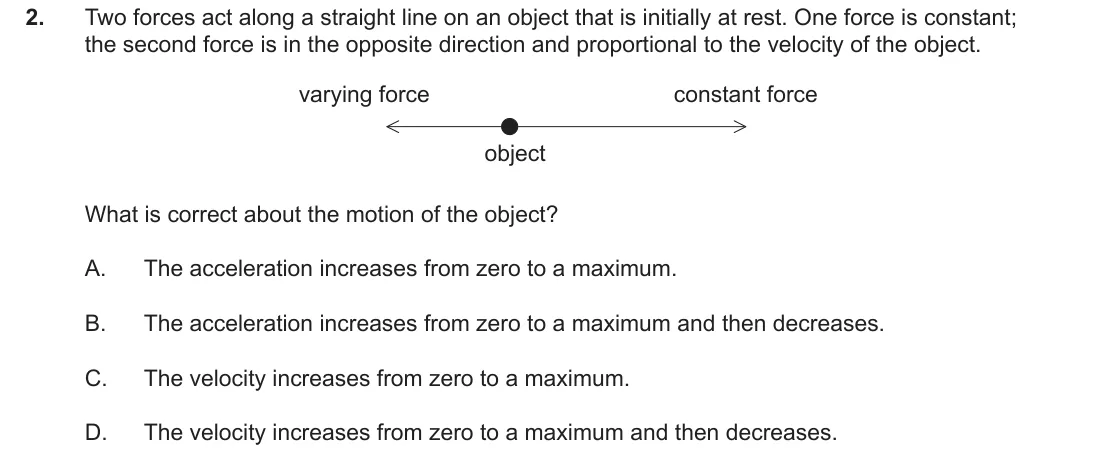 2. Two forces act along a straight line on an object that is initially at rest. One force is constant;
the second force is in the opposite direction and proportional to the velocity of the object.
varying force constant force
object
What is correct about the motion of the object?
A. The acceleration increases from zero to a maximum.
B. The acceleration increases from zero to a maximum and then decreases.
C. The velocity increases from zero to a maximum.
D. The velocity increases from zero to a maximum and then decreases.